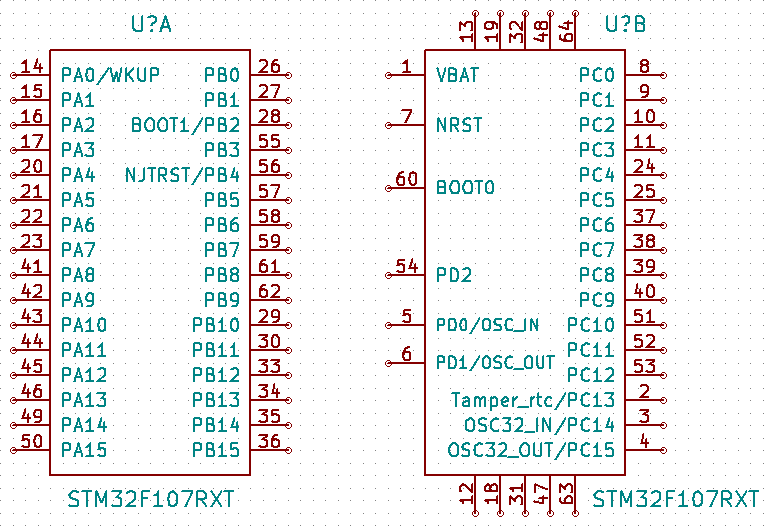 U?A
14 PA0/WKUP PB0 26
15 PA1 PB1 27
16 PA2 BOOT1/PB2 28
17 PA3 PB3 55
20 PA4 NJTRST/PB4 56
21 PA5 PB5 57
22 PA6 PB6 58
23 PA7 PB7 59
41 PA8 PB8 61
42 PA9 PB9 62
43 PA10 PB10 29
44 PA11 PB11 30
45 PA12 PB12 33
46 PA13 PB13 34
49 PA14 PB14 35
50 PA15 PB15 36
STM32F107RXT
13 19 32 48 64
U?B
1 VBAT PC0 8
PC1 9
7 NRST PC2 10
PC3 11
PC4 24
60 BOOT0 PC5 25
PC6 37
PC7 38
54 PD2 PC8 39
PC9 40
5 PD0/OSC_IN PC10 51
PC11 52
6 PD1/OSC_OUT PC12 53
Tamper_rtc/PC13 2
OSC32_IN/PC14 3
OSC32_OUT/PC15 4
12 18 31 47 63
STM32F107RXT